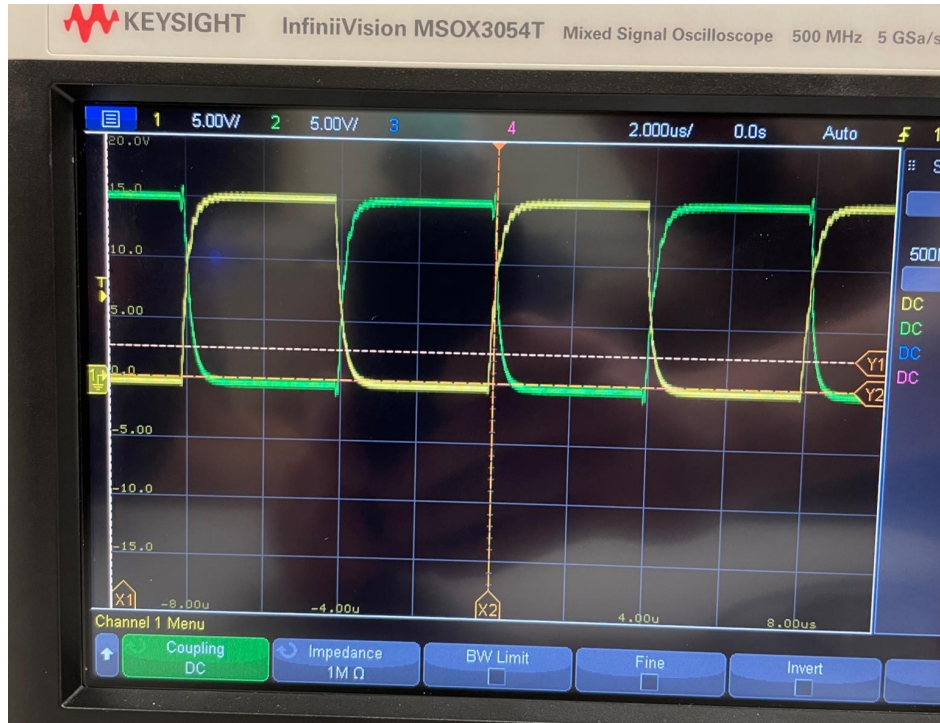 KEYSIGHT InfiniiVision MSOX3054T Mixed Signal Oscilloscope 500 MHz 5 GSa/s
1 5.00V/ 2 5.00V/ 3 4 2.000us/ 0.0s Auto 1
20.0V
15.0
10.0
T
5.00
Y1
0.0
Y2
-5.00
-10.0
-15.0
X1 -8.00u -4.00u X2 4.00u 8.00us
S
DC
DC
DC
DC
Channel 1 Menu
Coupling
DC
Impedance
1M Ω
BW Limit
Fine
Invert